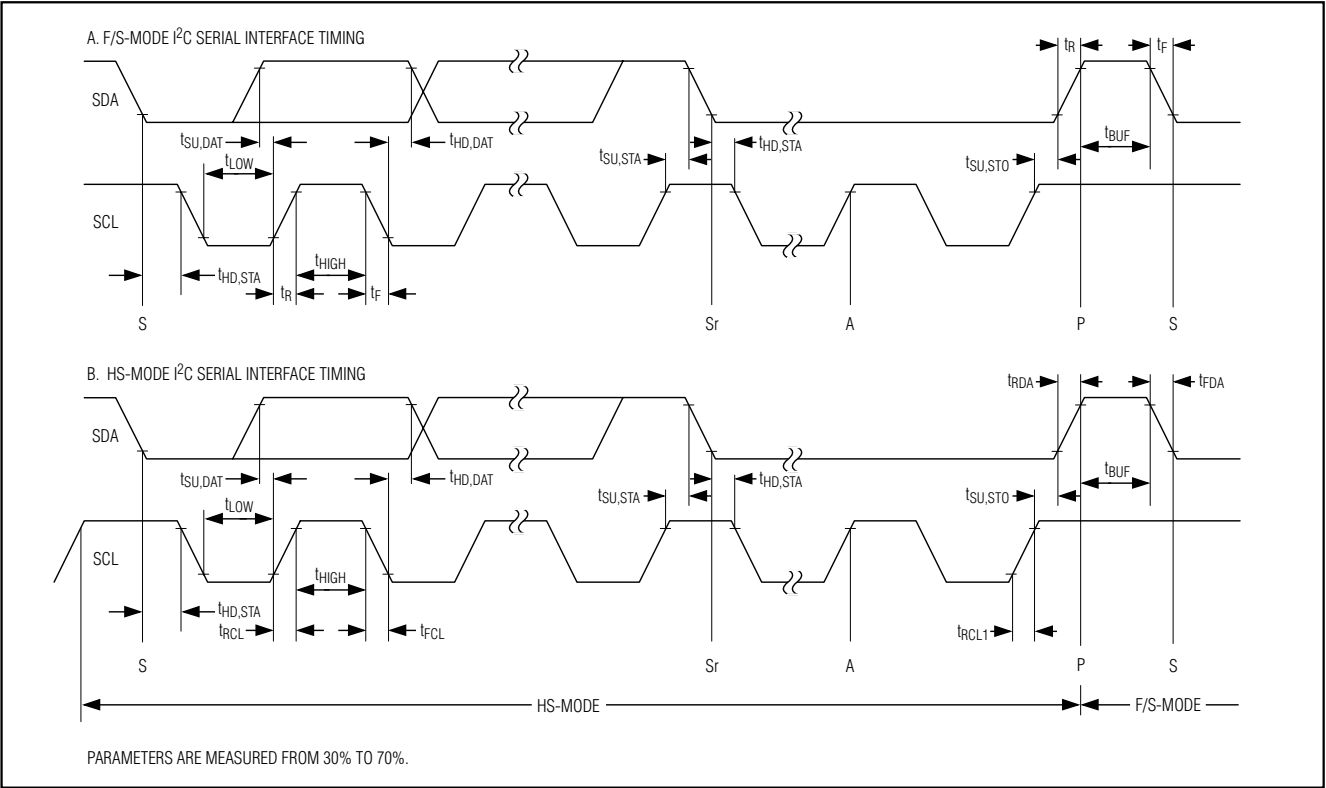 A. F/S-MODE I²C SERIAL INTERFACE TIMING
tR
tF
SDA
tSU,DAT
tHD,DAT
tLOW
tSU,STA
tHD,STA
tSU,STO
tBUF
SCL
tHD,STA
tHIGH
tR
tF
S
Sr
A
P
S
B. HS-MODE I²C SERIAL INTERFACE TIMING
tRDA
tFDA
SDA
tSU,DAT
tHD,DAT
tLOW
tSU,STA
tHD,STA
tSU,STO
tBUF
SCL
tHIGH
tHD,STA
tRCL
tFCL
tRCL1
S
Sr
A
P
S
HS-MODE
F/S-MODE
PARAMETERS ARE MEASURED FROM 30% TO 70%.